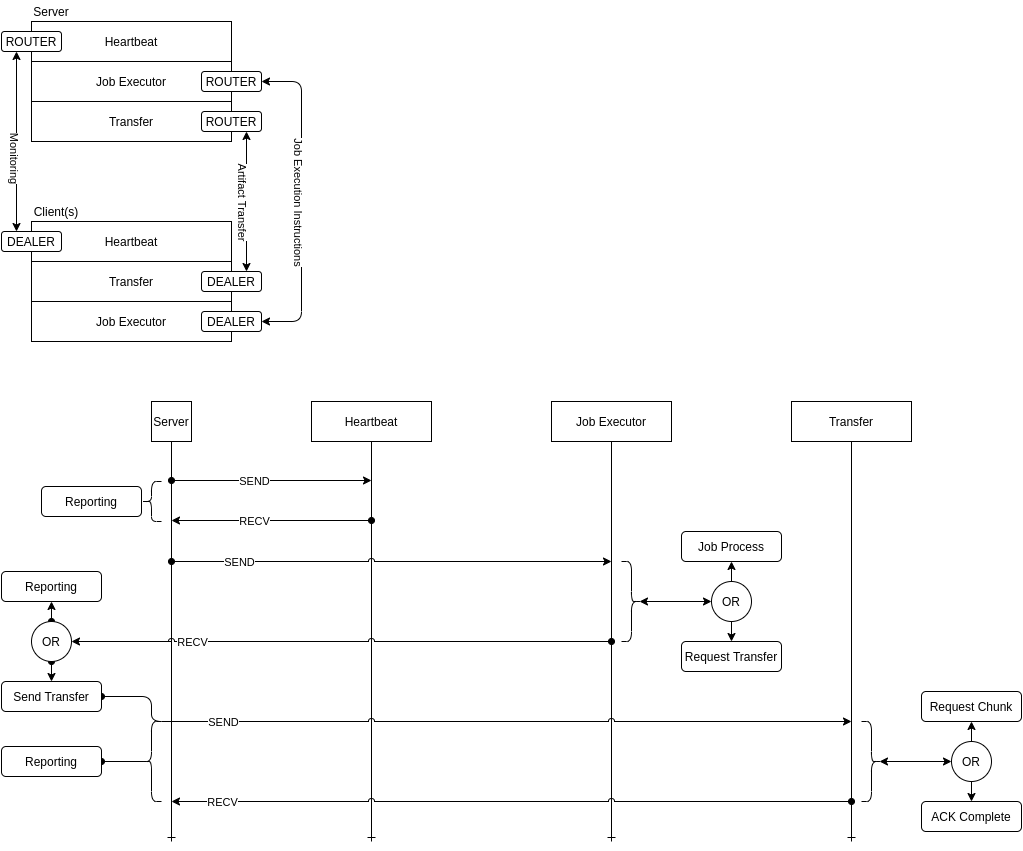 Server
ROUTER
Heartbeat
Job Executor
ROUTER
Transfer
ROUTER
Monitoring
Artifact Transfer
Job Execution Instructions
Client(s)
DEALER
Heartbeat
Transfer
DEALER
Job Executor
DEALER
Server
Heartbeat
Job Executor
Transfer
SEND
Reporting
RECV
Job Process
SEND
Reporting
OR
OR
RECV
Request Transfer
Send Transfer
Request Chunk
SEND
Reporting
OR
RECV
ACK Complete